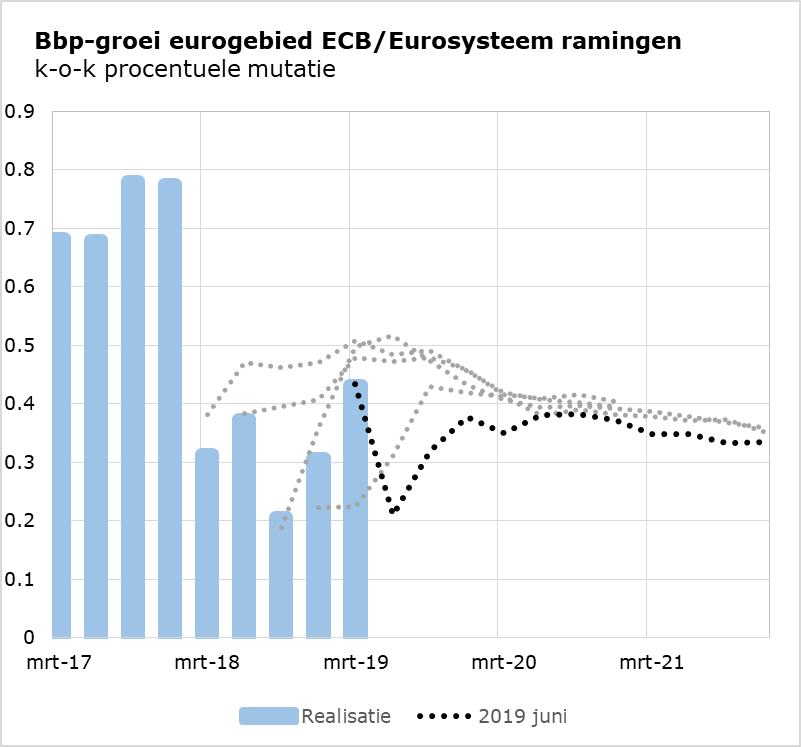 Bbp-groei eurogebied ECB/Eurosysteem ramingen
k-o-k procentuele mutatie
0.9
0.8
0.7
0.6
0.5
0.4
0.3
0.2
0.1
0
mrt-17 mrt-18 mrt-19 mrt-20 mrt-21
Realisatie 2019 juni